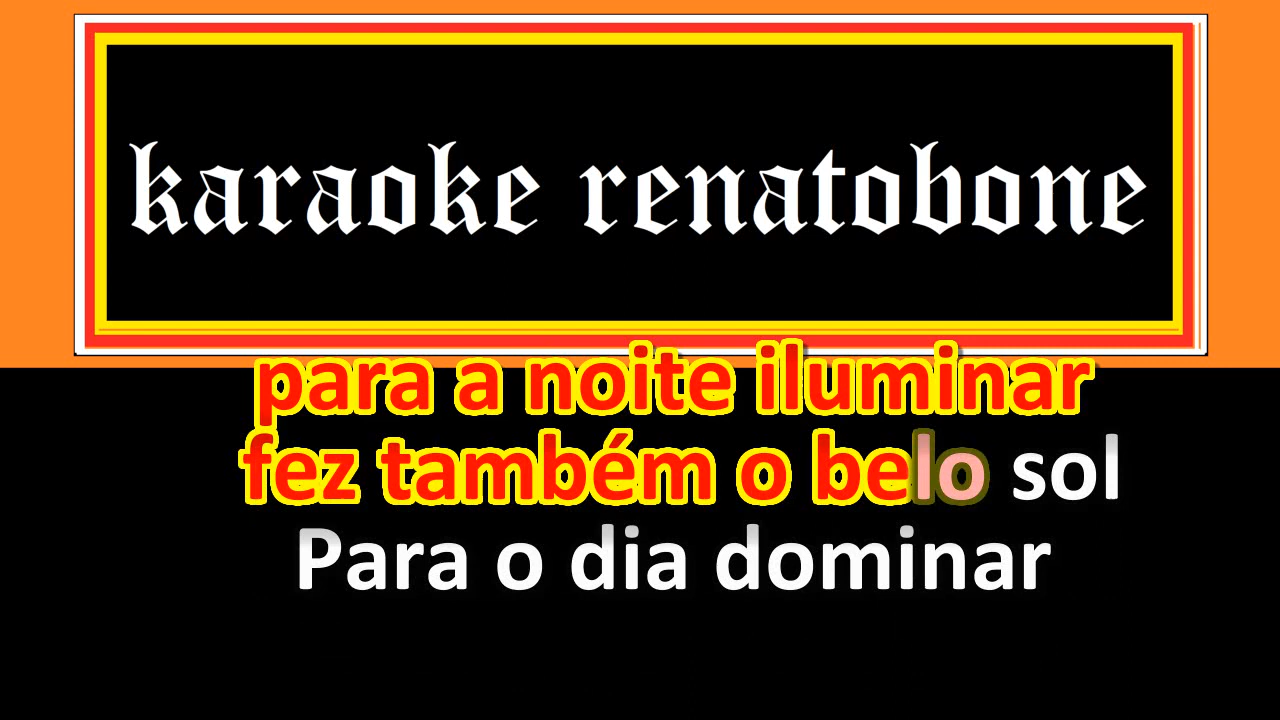 karaoke renatobone
para a noite iluminar
fez também o belo sol
Para o dia dominar